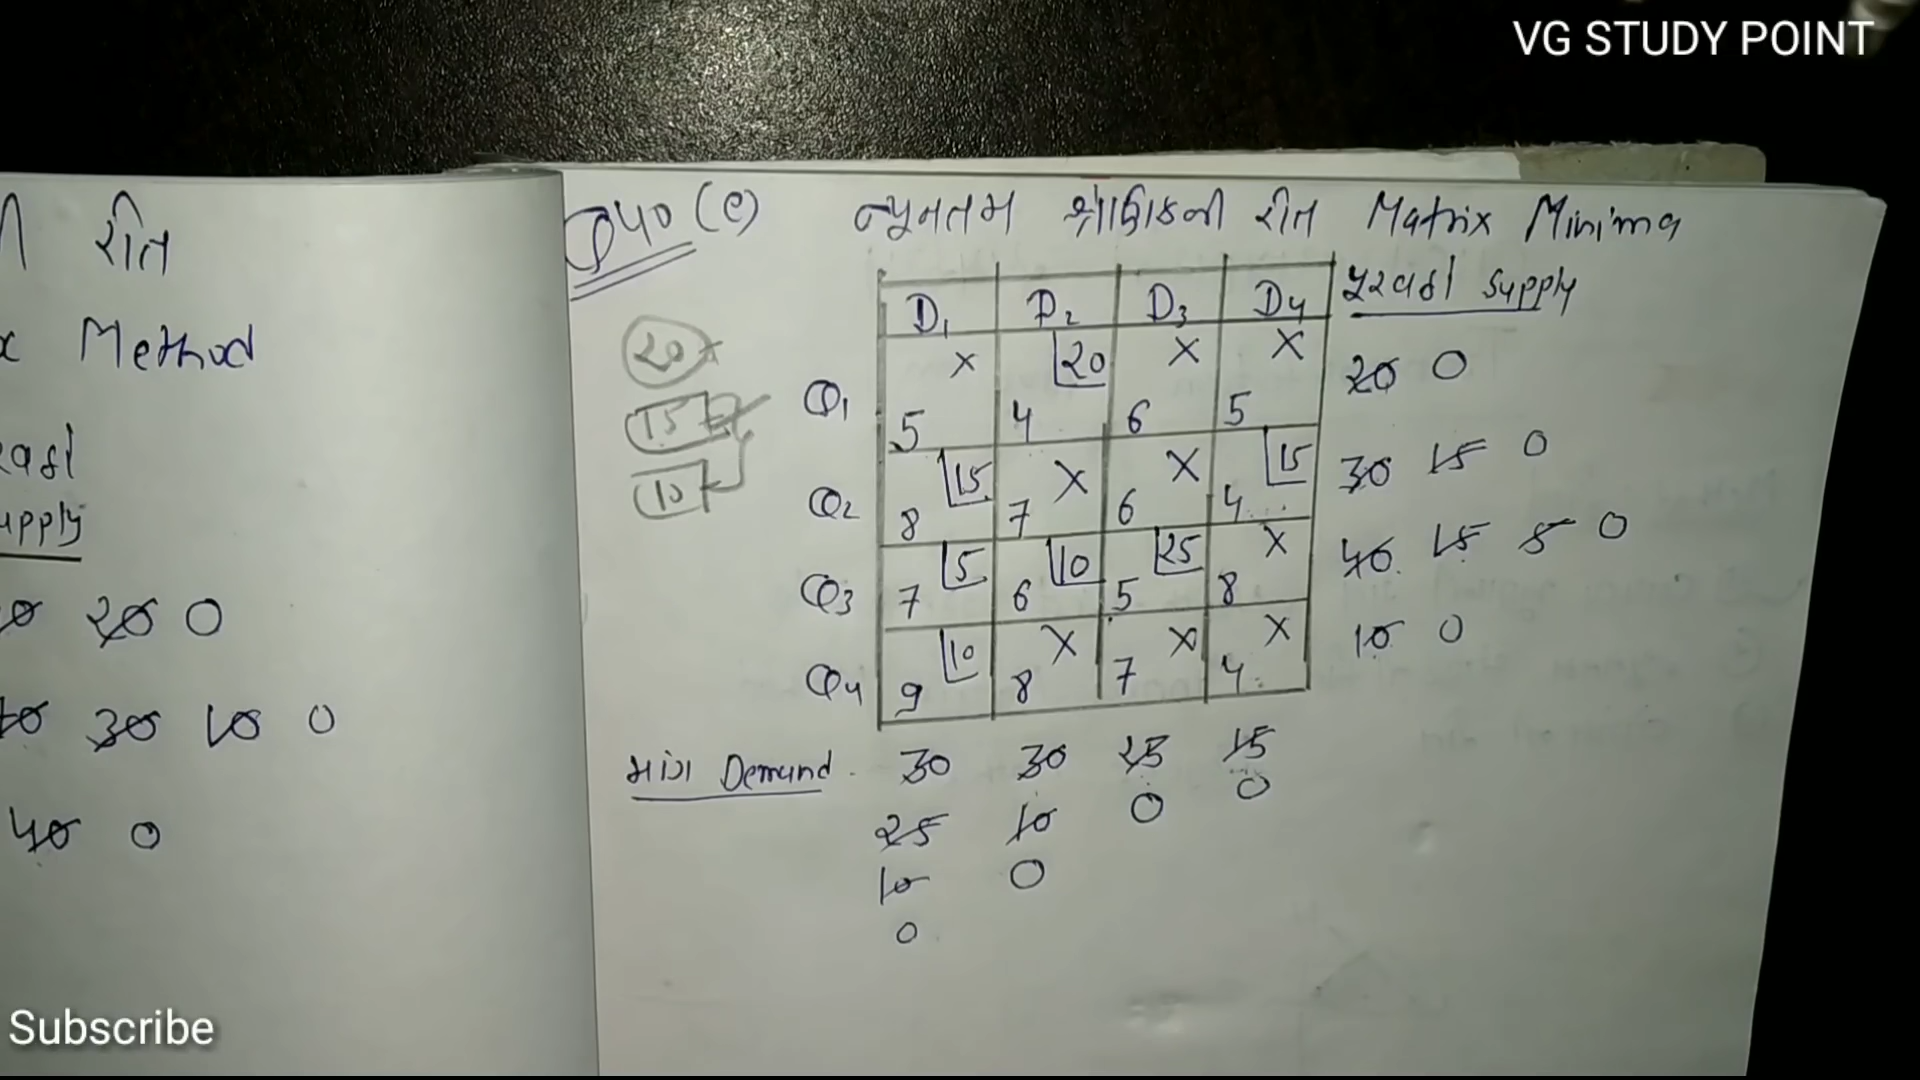 VG STUDY POINT
રીત
Method
0 20 0
30 10 0
40 0
Q 40 (C) ન્યૂનતમ શ્રેણિકની રીત Matrix Minima
D1 D2 D3 D4 પુરવઠો Supply
20
15
10
O1 5 × 4 20 6 × 5 × 20 0
O2 8 15 7 × 6 × 4 15 30 15 0
O3 7 5 6 10 5 25 8 × 40 15 5 0
O4 9 10 8 × 7 × 4 × 10 0
માંગ Demand 30 30 25 15
25 10 0 0
10 0
0
Subscribe